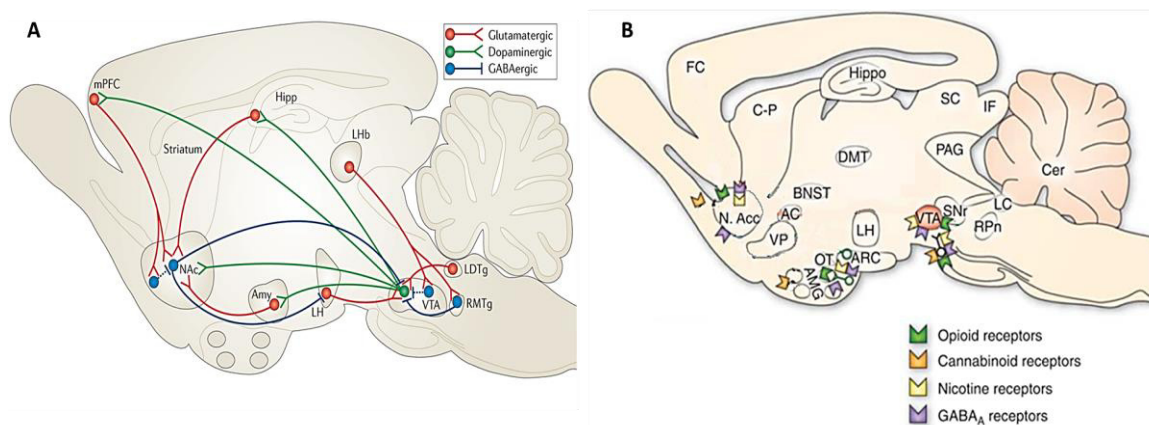 A
Glutamatergic
Dopaminergic
GABAergic
mPFC
Hipp
LHb
Striatum
NAc
Amy
LH
VTA
LDTg
RMTg
B
FC
Hippo
C-P
SC
IF
DMT
PAG
Cer
BNST
N. Acc
AC
VP
LH
VTA
SNr
LC
RPn
OT
ARC
AMG
Opioid receptors
Cannabinoid receptors
Nicotine receptors
GABAA receptors